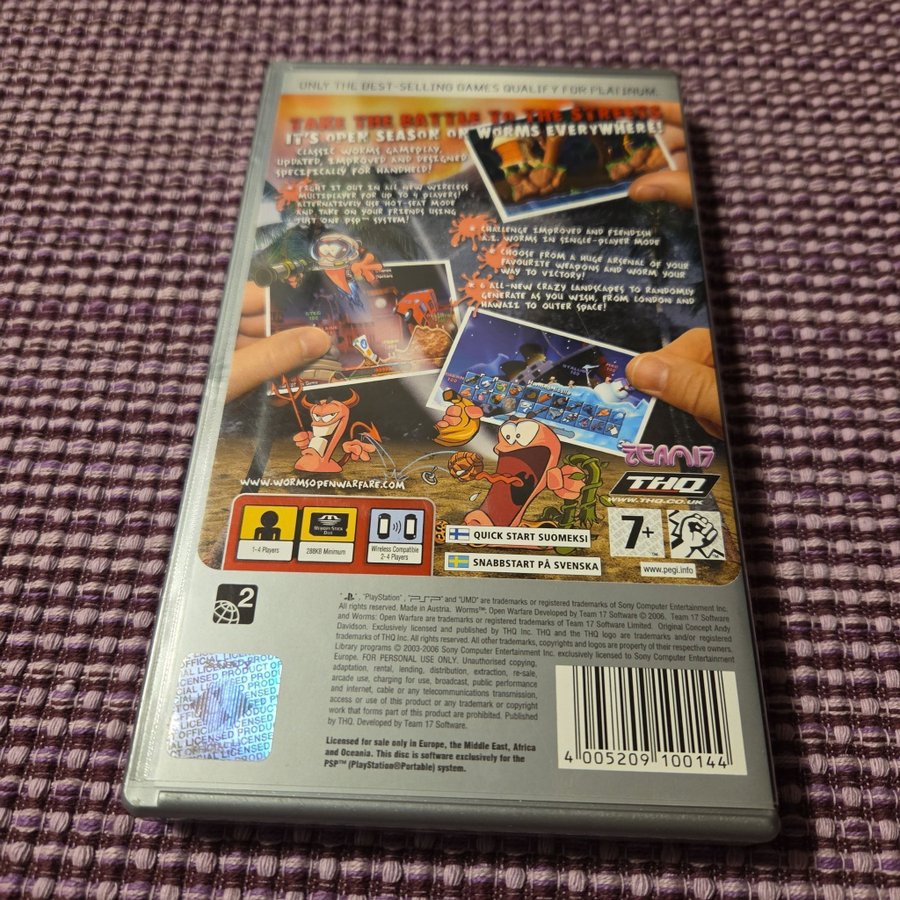 ONLY THE BEST-SELLING GAMES QUALIFY FOR PLATINUM.
TAKE THE BATTLE TO THE STREETS
IT'S OPEN SEASON ON WORMS EVERYWHERE!
CLASSIC WORMS GAMEPLAY,
UPDATED, IMPROVED AND DESIGNED
SPECIFICALLY FOR HANDHELD!
* FIGHT IT OUT IN ALL NEW WIRELESS
MULTIPLAYER FOR UP TO 4 PLAYERS!
ALTERNATIVELY USE HOT-SEAT MODE
AND TAKE ON YOUR FRIENDS USING
JUST ONE PSP™ SYSTEM!
* CHALLENGE IMPROVED AND FIENDISH
A.I. WORMS IN SINGLE-PLAYER MODE
* CHOOSE FROM A HUGE ARSENAL OF YOUR
FAVOURITE WEAPONS AND WORM YOUR
WAY TO VICTORY!
* 6 ALL-NEW CRAZY LANDSCAPES TO RANDOMLY
GENERATE AS YOU WISH, FROM LONDON AND
HAWAII TO OUTER SPACE!
TEAM17
WWW.WORMSOPENWARFARE.COM
THQ
WWW.THQ.CO.UK
1-4 Players
MEMORY STICK
DUO
288KB Minimum
Wireless Compatible
2-4 Players
QUICK START SUOMEKSI
SNABBSTART PÅ SVENSKA
7+
™
www.pegi.info
2
"PlayStation", "PSP" and "UMD" are trademarks or registered trademarks of Sony Computer Entertainment Inc.
All rights reserved. Made in Austria. Worms™: Open Warfare Developed by Team 17 Software © 2006. Team 17
and Worms: Open Warfare are trademarks of Team 17 Software Limited. Original Concept Andy
Davidson. Exclusively licensed and published by THQ Inc. THQ and the THQ logo are trademarks and/or registered
trademarks of THQ Inc. All rights reserved. All other trademarks, copyrights and logos are property of their respective owners.
Library programs © 2003-2006 Sony Computer Entertainment Inc. exclusively licensed to Sony Computer Entertainment
Europe. FOR PERSONAL USE ONLY. Unauthorised copying,
adaptation, rental, lending, distribution, extraction, re-sale,
arcade use, charging for use, broadcast, public performance
and internet, cable or any telecommunications transmission,
access or use of this product or any trademark or copyright
work that forms part of this product are prohibited. Published
by THQ. Developed by Team 17 Software.
Licensed for sale only in Europe, the Middle East, Africa
and Oceania. This disc is software exclusively for the
PSP™ (PlayStation®Portable) system.
OFFICIAL LICENSED PRODUCT
4 005209 100144